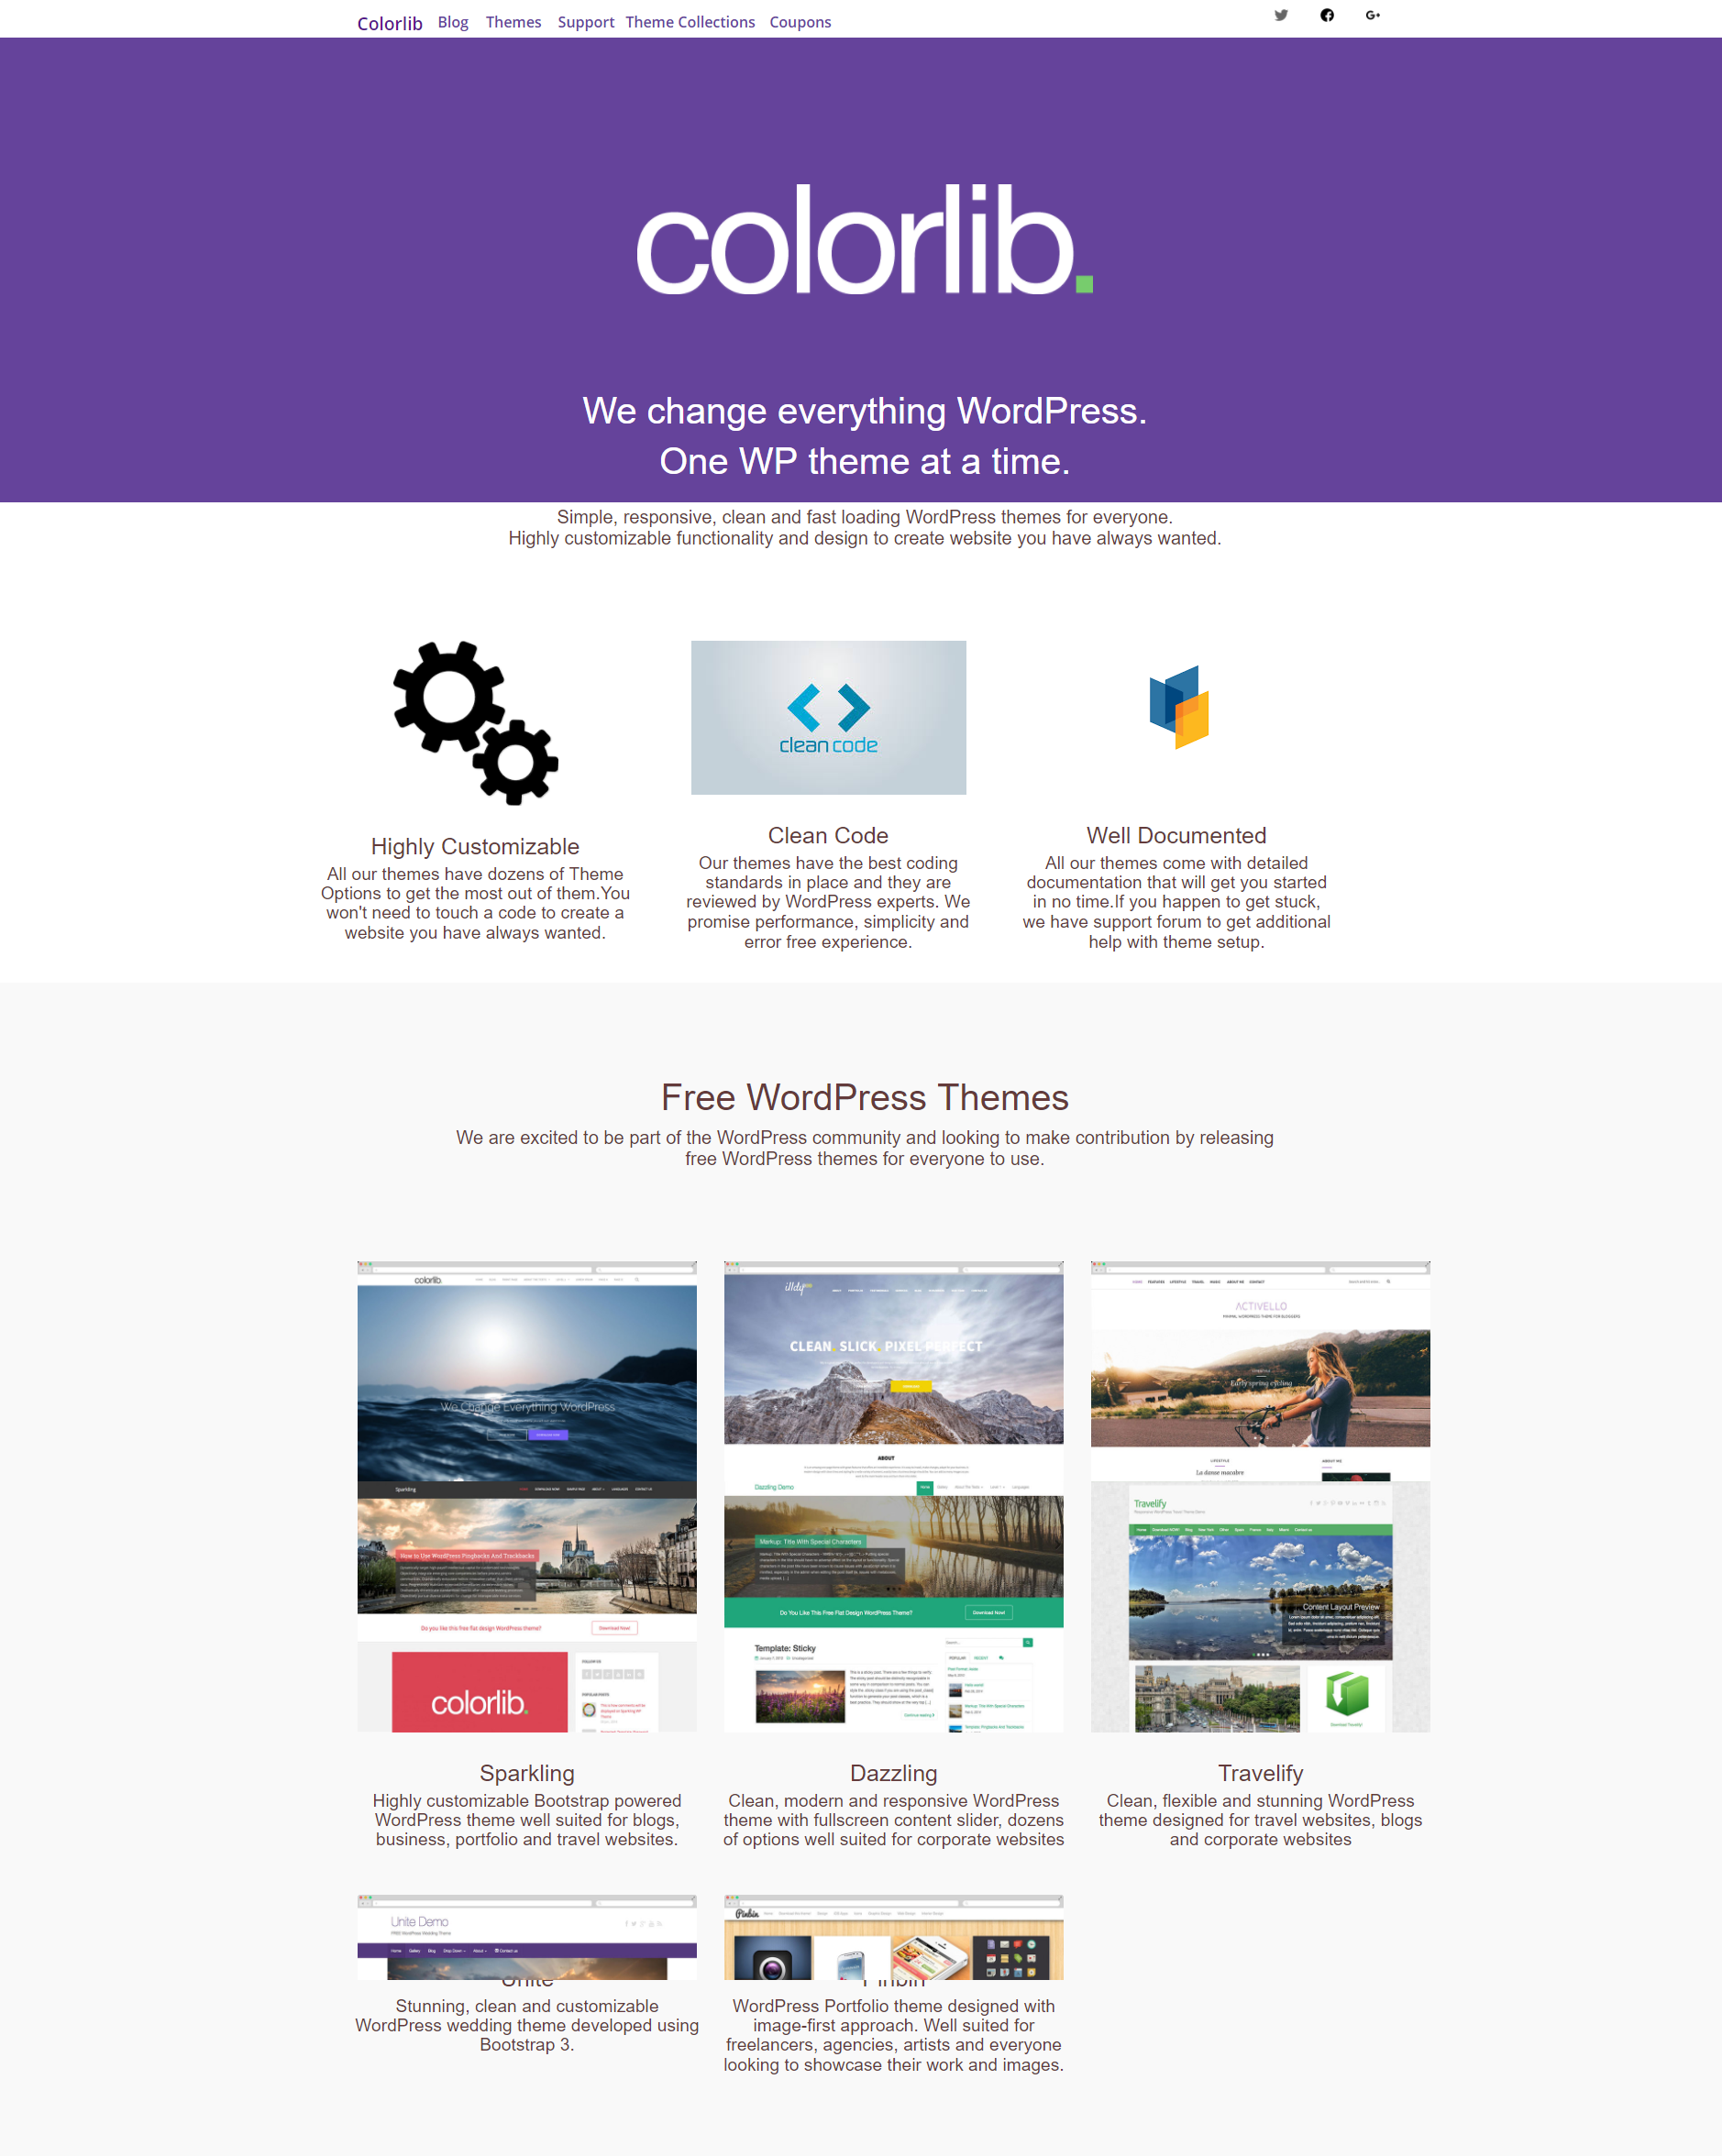 Colorlib Blog Themes Support Theme Collections Coupons
colorlib.
We change everything WordPress.
One WP theme at a time.
Simple, responsive, clean and fast loading WordPress themes for everyone.
Highly customizable functionality and design to create website you have always wanted.
clean code
Highly Customizable
All our themes have dozens of Theme
Options to get the most out of them.You
won't need to touch a code to create a
website you have always wanted.
Clean Code
Our themes have the best coding
standards in place and they are
reviewed by WordPress experts. We
promise performance, simplicity and
error free experience.
Well Documented
All our themes come with detailed
documentation that will get you started
in no time.If you happen to get stuck,
we have support forum to get additional
help with theme setup.
Free WordPress Themes
We are excited to be part of the WordPress community and looking to make contribution by releasing
free WordPress themes for everyone to use.
colorlib.
We Change Everything WordPress
Sparkling
How to Use WordPress Pingbacks And Trackbacks
Do you like this free flat design WordPress theme?
Download Now!
colorlib.
illdy
CLEAN. SLICK. PIXEL PERFECT
ABOUT
Dazzling Demo
Markup: Title With Special Characters
Do You Like This Free Flat Design WordPress Theme?
Download Now!
Template: Sticky
ACTIVELLO
Early spring cycling
La danse macabre
Travelify
Content Layout Preview
Download Travelify!
Sparkling
Highly customizable Bootstrap powered
WordPress theme well suited for blogs,
business, portfolio and travel websites.
Dazzling
Clean, modern and responsive WordPress
theme with fullscreen content slider, dozens
of options well suited for corporate websites
Travelify
Clean, flexible and stunning WordPress
theme designed for travel websites, blogs
and corporate websites
Unite Demo
Home Gallery Blog Drop Down About Contact us
Unite
Stunning, clean and customizable
WordPress wedding theme developed using
Bootstrap 3.
Pinbin
Pinbin
WordPress Portfolio theme designed with
image-first approach. Well suited for
freelancers, agencies, artists and everyone
looking to showcase their work and images.